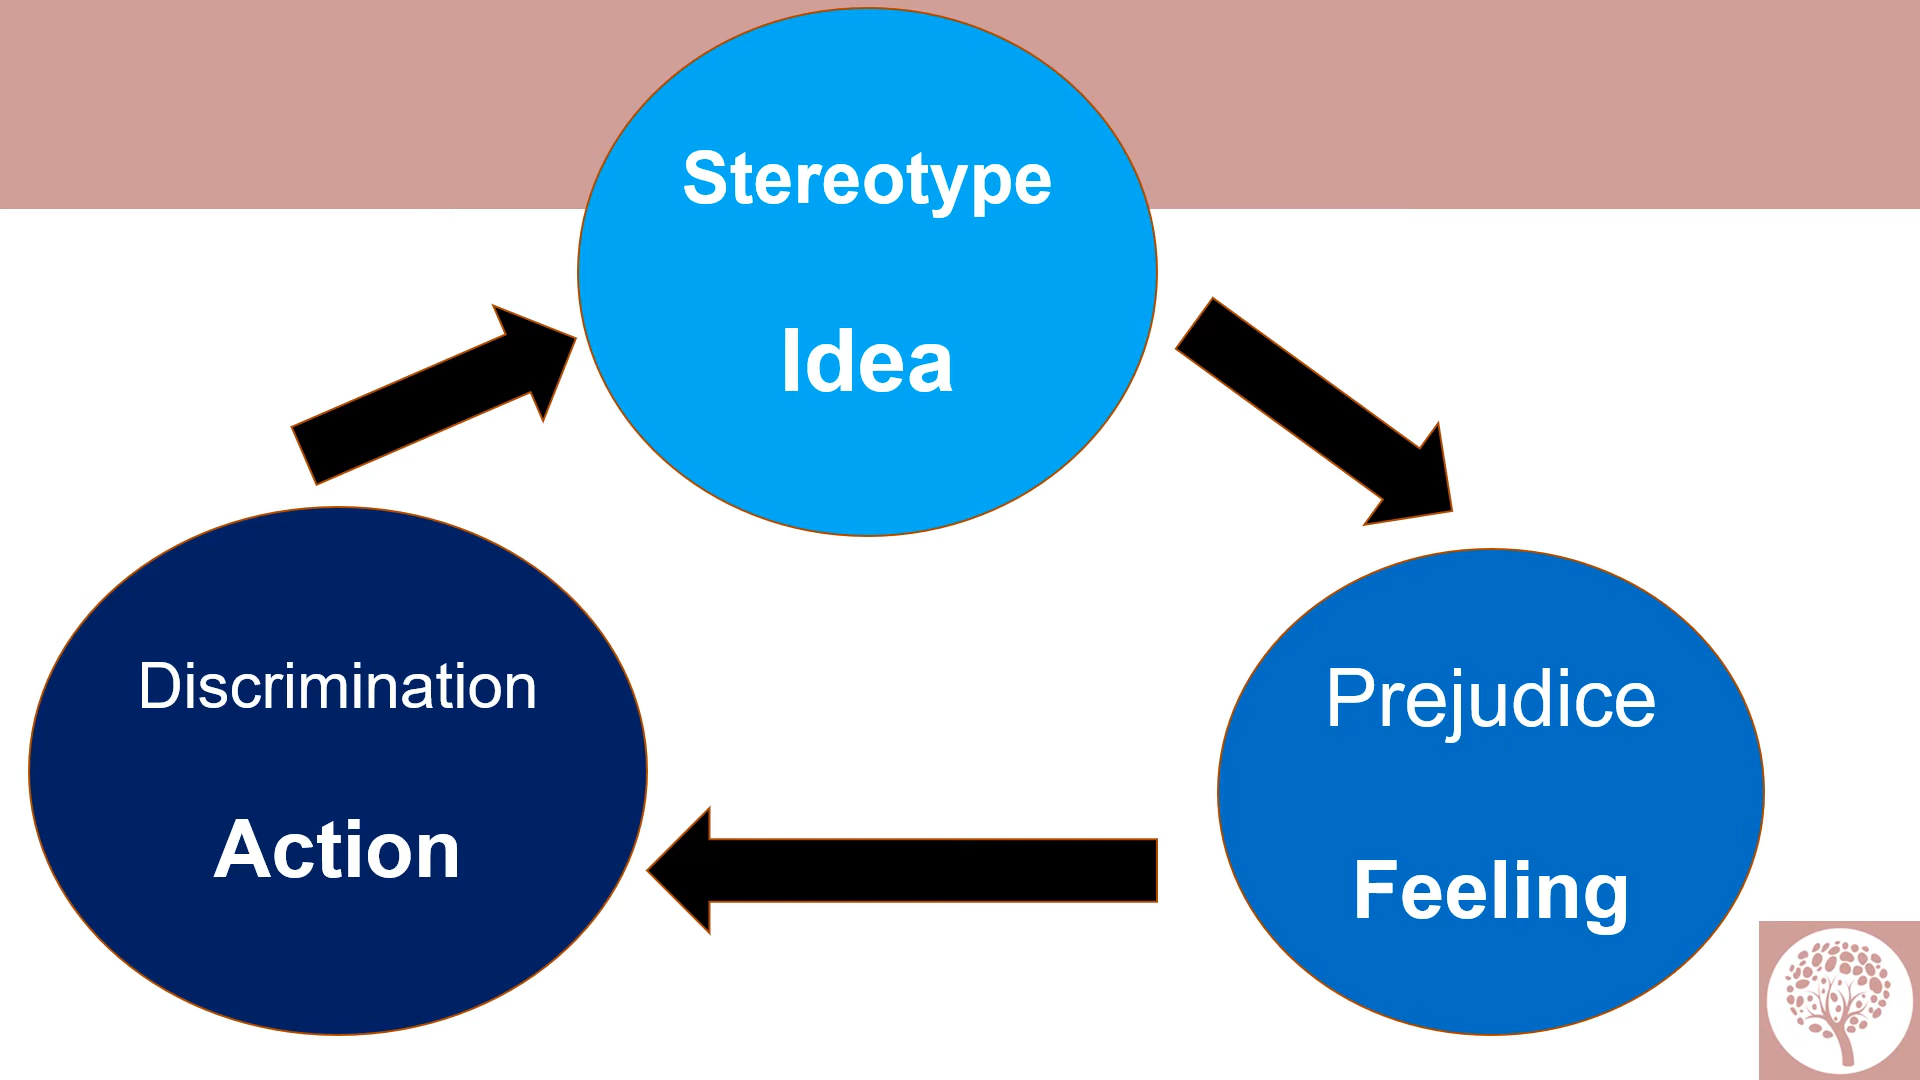 Stereotype
Idea
Prejudice
Feeling
Discrimination
Action